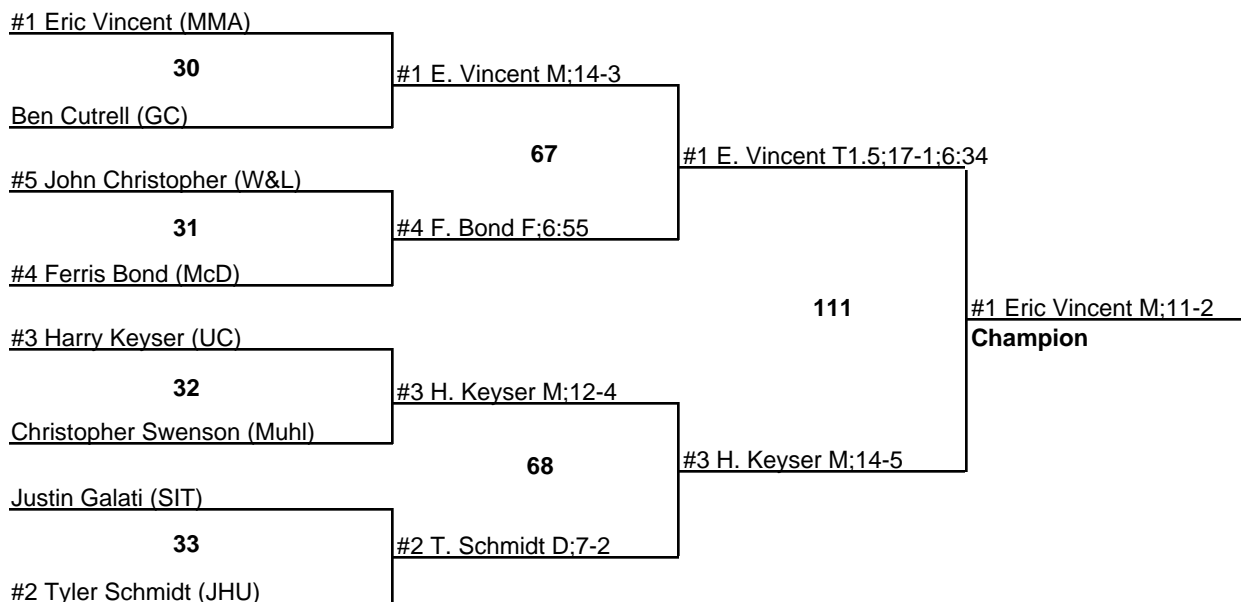 #1 Eric Vincent (MMA)
30
#1 E. Vincent M;14-3
Ben Cutrell (GC)
67
#1 E. Vincent T1.5;17-1;6:34
#5 John Christopher (W&L)
31
#4 F. Bond F;6:55
#4 Ferris Bond (McD)
111
#1 Eric Vincent M;11-2
Champion
#3 Harry Keyser (UC)
32
#3 H. Keyser M;12-4
Christopher Swenson (Muhl)
68
#3 H. Keyser M;14-5
Justin Galati (SIT)
33
#2 T. Schmidt D;7-2
#2 Tyler Schmidt (JHU)